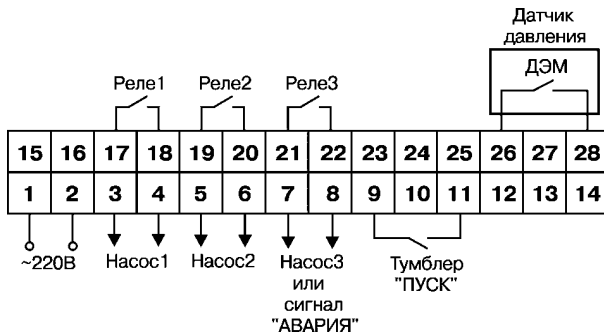 Датчик
давления
ДЭМ
Реле1 Реле2 Реле3
15 16 17 18 19 20 21 22 23 24 25 26 27 28
1 2 3 4 5 6 7 8 9 10 11 12 13 14
~220В Насос1 Насос2 Насос3
или
сигнал
"АВАРИЯ"
Тумблер
"ПУСК"